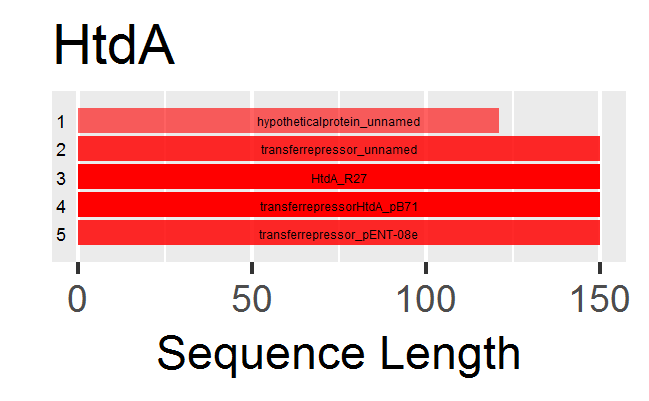 HtdA
1 hypotheticalprotein_unnamed
2 transferrepressor_unnamed
3 HtdA_R27
4 transferrepressorHtdA_pB71
5 transferrepressor_pENT-08e
0 50 100 150
Sequence Length